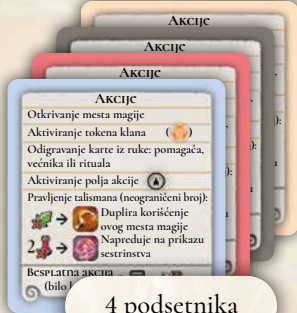 Akcije
Akcije
Akcije
Akcije
Otkrivanje mesta magije
Aktiviranje tokena klana ( )
Odigravanje karte iz ruke: pomagača,
većnika ili rituala
Aktiviranje polja akcije
Pravljenje talismana (neograničeni broj):
Duplira korišćenje
ovog mesta magije
2 Napreduje na prikazu
sestrinstva
Besplatna akcija
(bilo
4 podsetnika